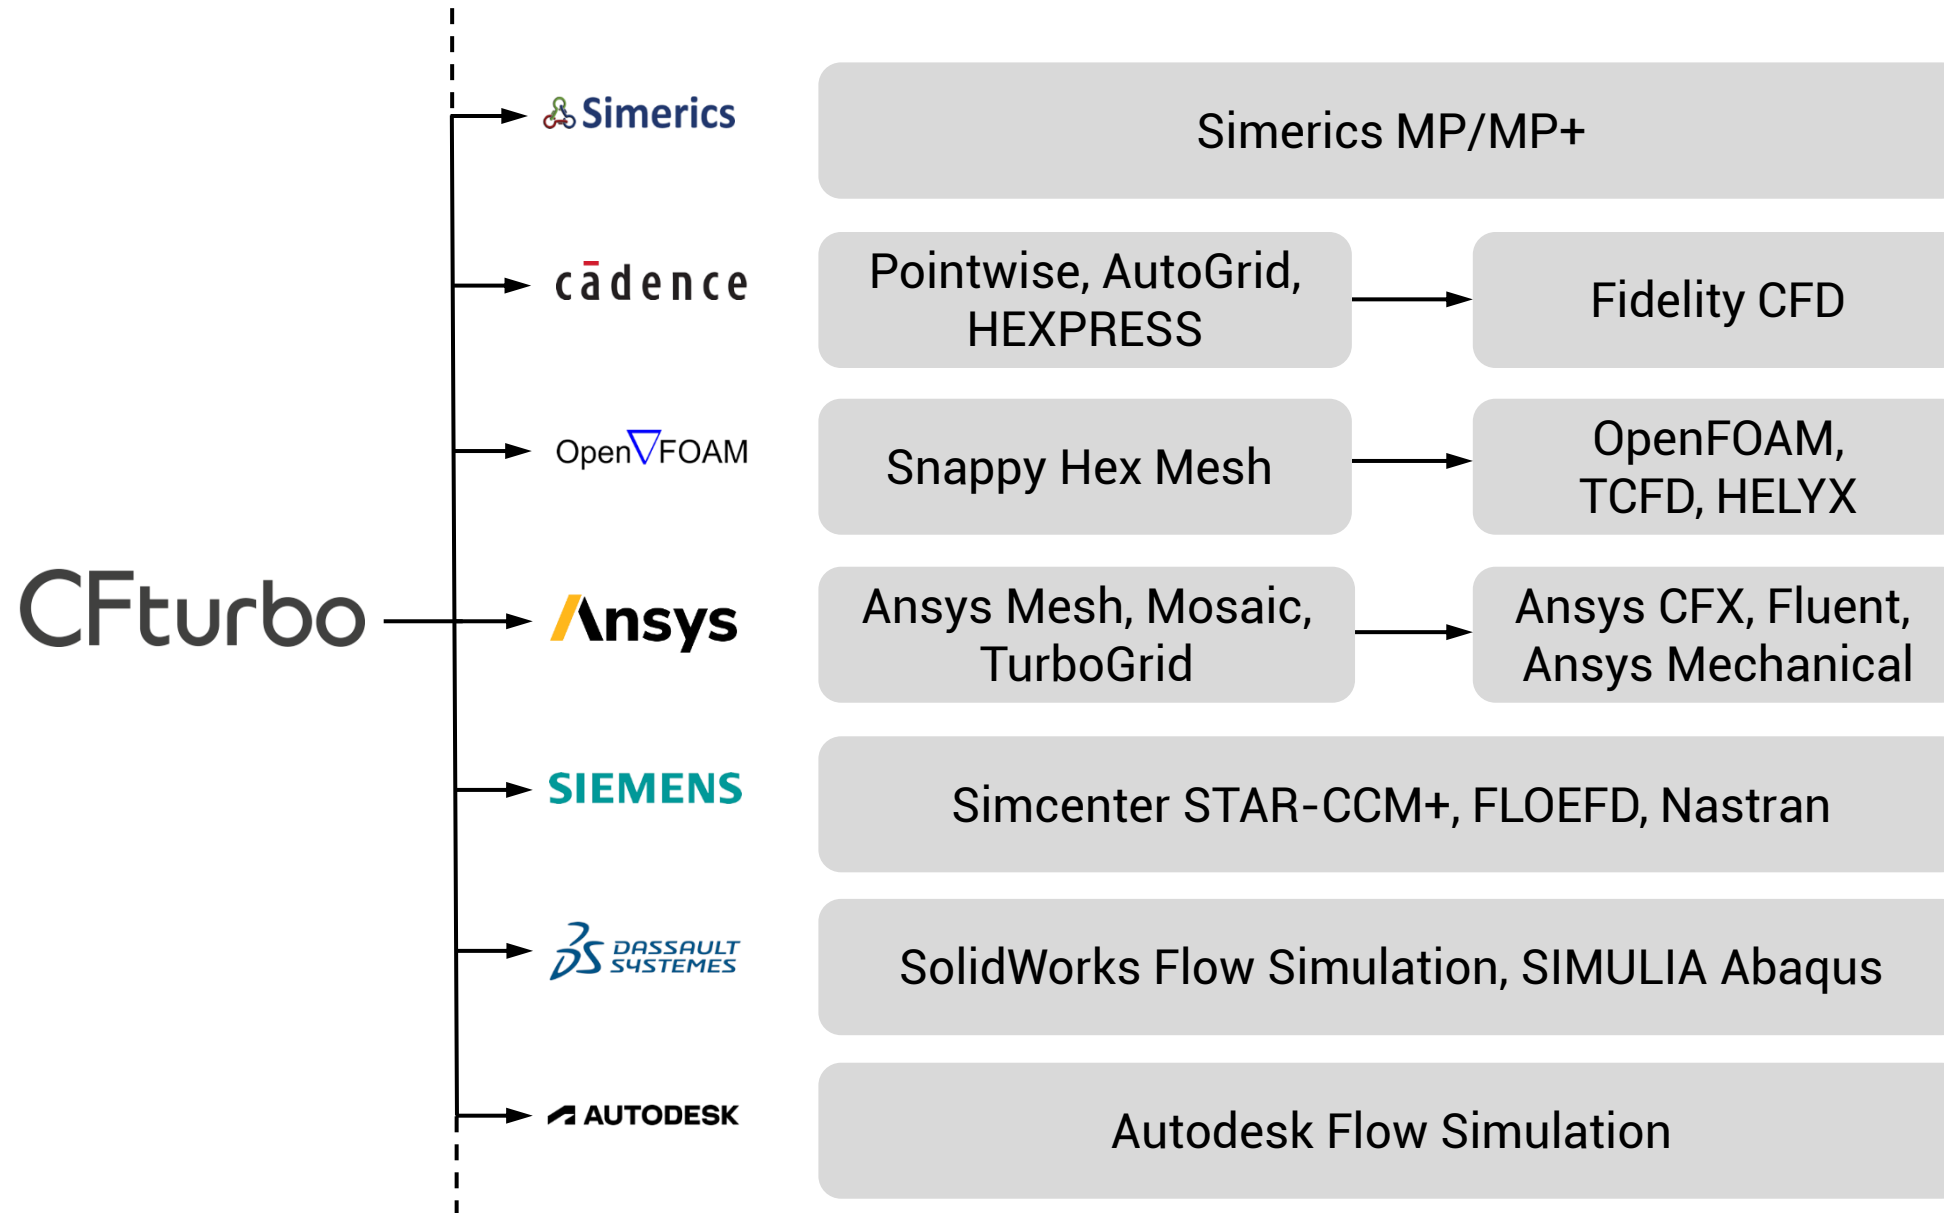 Simerics
Simerics MP/MP+
cādence
Pointwise, AutoGrid,
HEXPRESS
Fidelity CFD
Open∇FOAM
Snappy Hex Mesh
OpenFOAM,
TCFD, HELYX
CFturbo
Ansys
Ansys Mesh, Mosaic,
TurboGrid
Ansys CFX, Fluent,
Ansys Mechanical
SIEMENS
Simcenter STAR-CCM+, FLOEFD, Nastran
DASSAULT
SYSTEMES
SolidWorks Flow Simulation, SIMULIA Abaqus
AUTODESK
Autodesk Flow Simulation